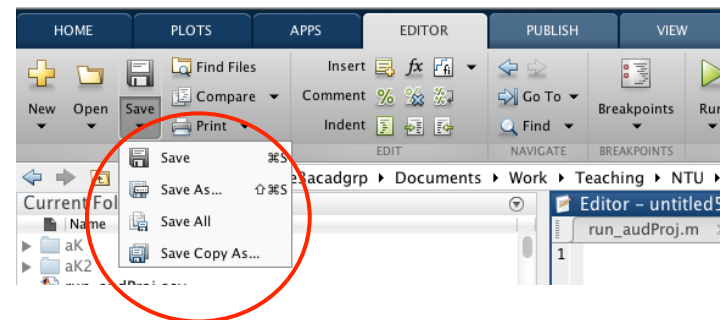 HOME PLOTS APPS EDITOR PUBLISH VIEW
Find Files Insert fx fi
New Open Save Compare Comment % Go To Breakpoints
Print Indent Find
EDIT NAVIGATE BREAKPOINTS
Save ⌘S
Save As... ⇧⌘S
Save All
Save Copy As...
Bacadgrp ▸ Documents ▸ Work ▸ Teaching ▸ NTU ▸
Current Fol
Editor – untitled5
Name
run_audProj.m
aK
1
aK2